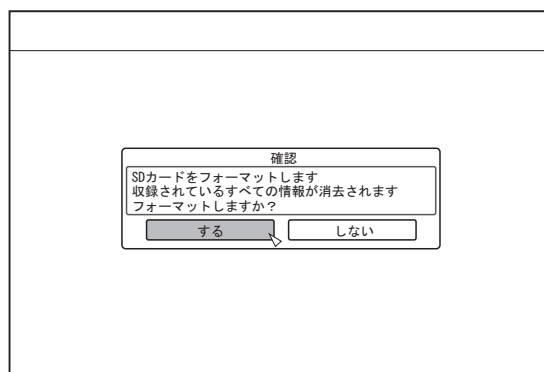 確認
SDカードをフォーマットします
収録されているすべての情報が消去されます
フォーマットしますか？
する
しない